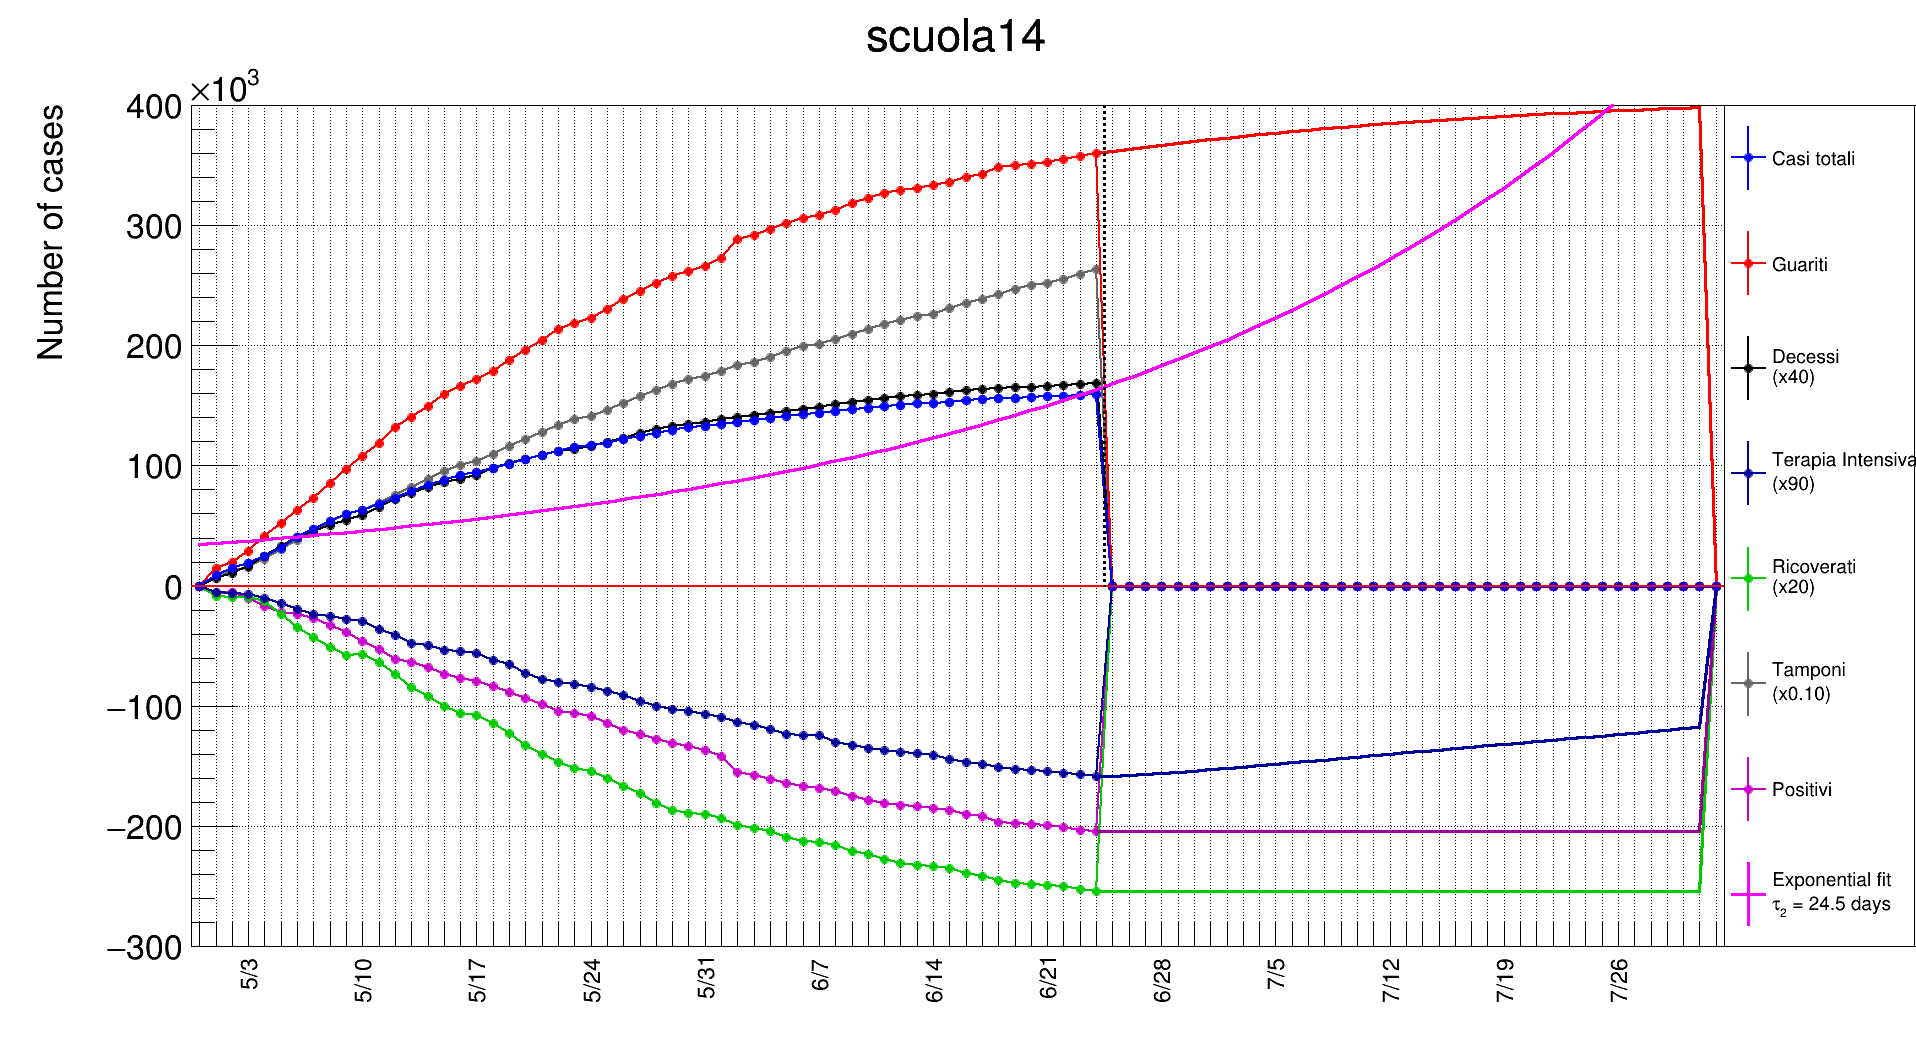 scuola14
×10³
Number of cases
400
300
200
100
0
−100
−200
−300
5/3
5/10
5/17
5/24
5/31
6/7
6/14
6/21
6/28
7/5
7/12
7/19
7/26
Casi totali
Guariti
Decessi
(x40)
Terapia Intensiva
(x90)
Ricoverati
(x20)
Tamponi
(x0.10)
Positivi
Exponential fit
τ₂ = 24.5 days